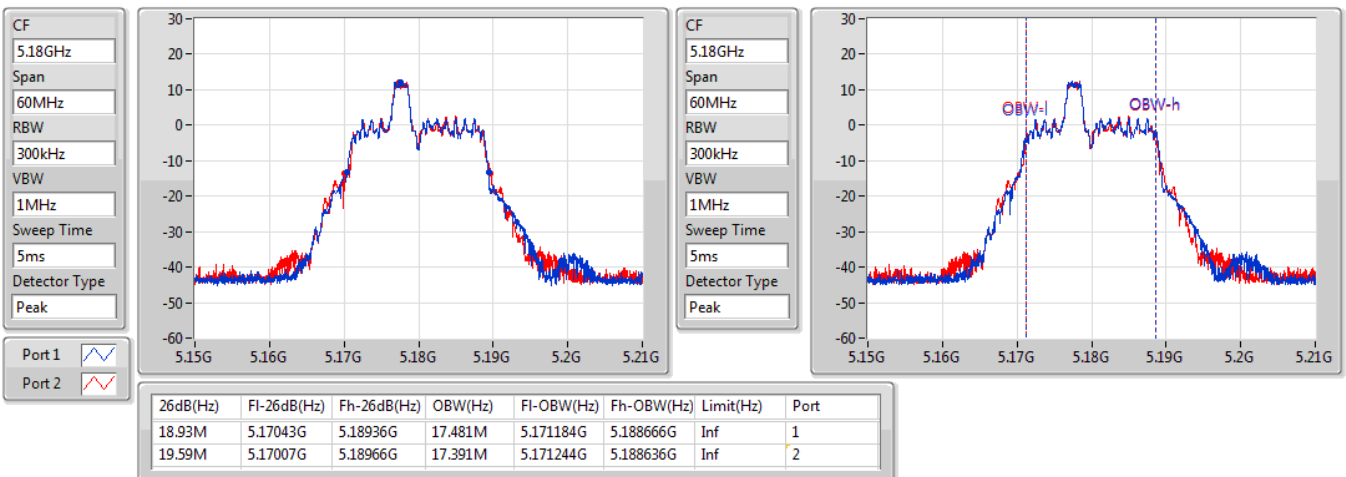 CF
5.18GHz
Span
60MHz
RBW
300kHz
VBW
1MHz
Sweep Time
5ms
Detector Type
Peak
Port 1
Port 2
30
20
10
0
-10
-20
-30
-40
-50
-60
5.15G 5.16G 5.17G 5.18G 5.19G 5.2G 5.21G
CF
5.18GHz
Span
60MHz
RBW
300kHz
VBW
1MHz
Sweep Time
5ms
Detector Type
Peak
30
20
10
0
-10
-20
-30
-40
-50
-60
OBW-l OBW-h
5.15G 5.16G 5.17G 5.18G 5.19G 5.2G 5.21G
26dB(Hz) Fl-26dB(Hz) Fh-26dB(Hz) OBW(Hz) Fl-OBW(Hz) Fh-OBW(Hz) Limit(Hz) Port
18.93M 5.17043G 5.18936G 17.481M 5.171184G 5.188666G Inf 1
19.59M 5.17007G 5.18966G 17.391M 5.171244G 5.188636G Inf 2